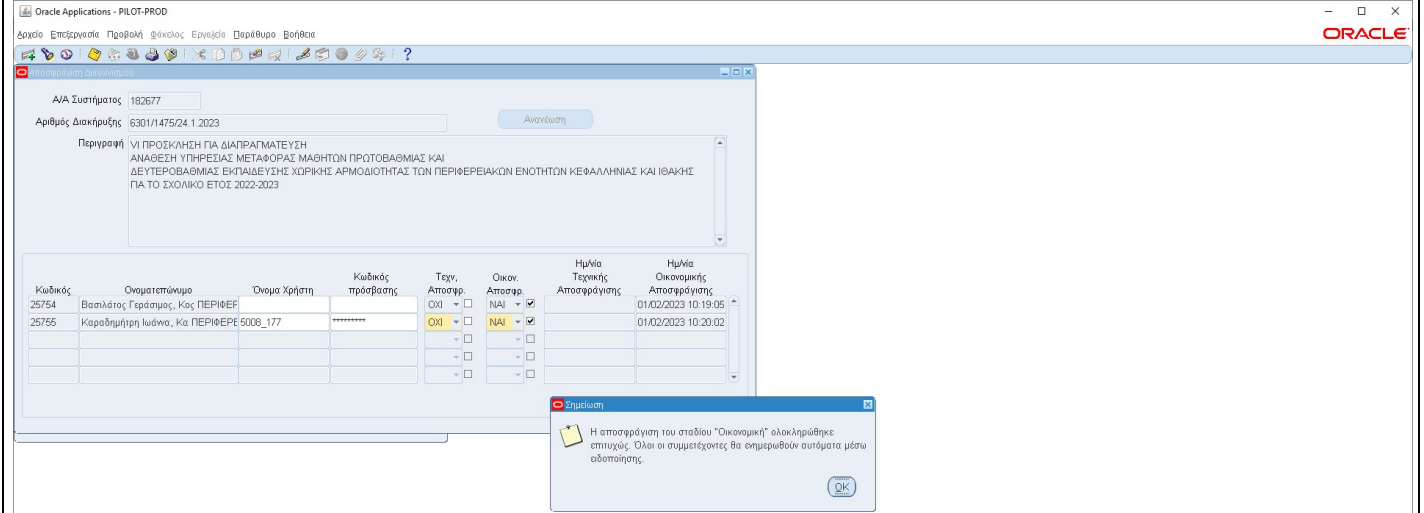 Oracle Applications - PILOT-PROD
Αρχείο Επεξεργασία Προβολή Φάκελος Εργαλεία Παράθυρο Βοήθεια
ORACLE
Αποσφράγιση Διαγωνισμού
Α/Α Συστήματος 182677
Αριθμός Διακήρυξης 6301/1475/24.1.2023 Ανανέωση
Περιγραφή VI ΠΡΟΣΚΛΗΣΗ ΓΙΑ ΔΙΑΠΡΑΓΜΑΤΕΥΣΗ
ΑΝΑΘΕΣΗ ΥΠΗΡΕΣΙΑΣ ΜΕΤΑΦΟΡΑΣ ΜΑΘΗΤΩΝ ΠΡΩΤΟΒΑΘΜΙΑΣ ΚΑΙ
ΔΕΥΤΕΡΟΒΑΘΜΙΑΣ ΕΚΠΑΙΔΕΥΣΗΣ ΧΩΡΙΚΗΣ ΑΡΜΟΔΙΟΤΗΤΑΣ ΤΩΝ ΠΕΡΙΦΕΡΕΙΑΚΩΝ ΕΝΟΤΗΤΩΝ ΚΕΦΑΛΛΗΝΙΑΣ ΚΑΙ ΙΘΑΚΗΣ
ΓΙΑ ΤΟ ΣΧΟΛΙΚΟ ΕΤΟΣ 2022-2023
Κωδικός Ονοματεπώνυμο Όνομα Χρήστη Κωδικός πρόσβασης Τεχν, Αποσφρ. Οικον. Αποσφρ. Ημ/νία Τεχνικής Αποσφράγισης Ημ/νία Οικονομικής Αποσφράγισης
25754 Βασιλάτος Γεράσιμος, Κος ΠΕΡΙΦΕΡ ΟΧΙ ΝΑΙ 01/02/2023 10:19:05
25755 Καραδημήτρη Ιωάννα, Κα ΠΕΡΙΦΕΡΕ 5008_177 ********* ΟΧΙ ΝΑΙ 01/02/2023 10:20:02
Σημείωση
Η αποσφράγιση του σταδίου "Οικονομική" ολοκληρώθηκε
επιτυχώς. Όλοι οι συμμετέχοντες θα ενημερωθούν αυτόματα μέσω
ειδοποίησης.
OK